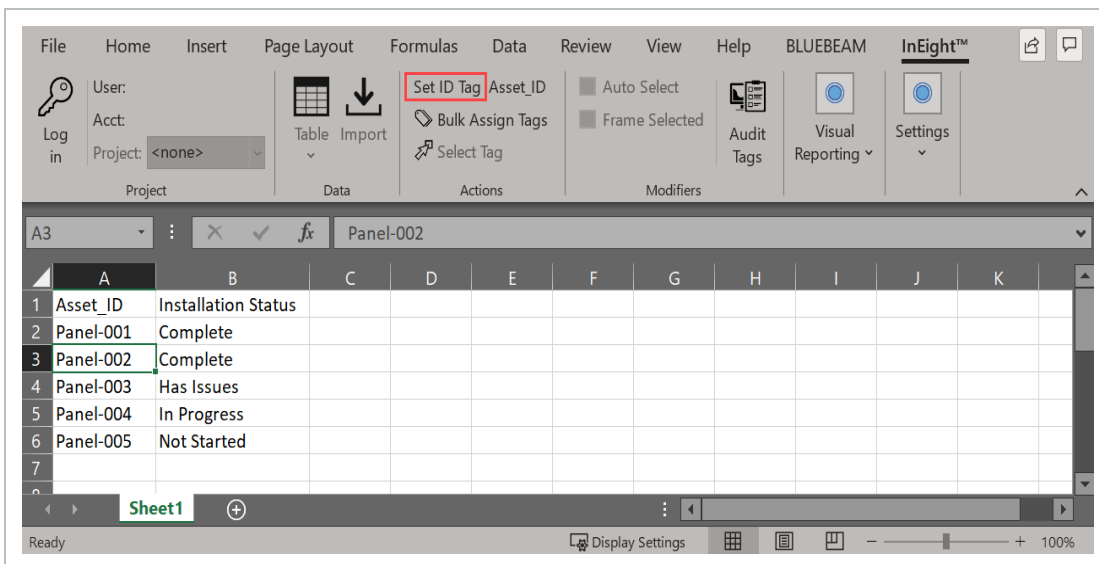 File Home Insert Page Layout Formulas Data Review View Help BLUEBEAM InEight™
Log in
User:
Acct:
Project: <none>
Project
Table Import
Data
Set ID Tag Asset_ID
Bulk Assign Tags
Select Tag
Actions
Auto Select
Frame Selected
Modifiers
Audit Tags
Visual Reporting
Settings
A3 fx Panel-002
A B C D E F G H I J K
1 Asset_ID Installation Status
2 Panel-001 Complete
3 Panel-002 Complete
4 Panel-003 Has Issues
5 Panel-004 In Progress
6 Panel-005 Not Started
7
Sheet1
Ready Display Settings 100%